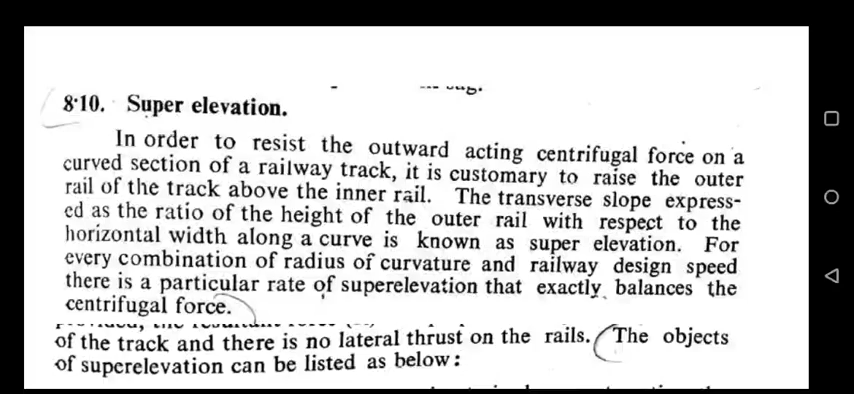 8·10. Super elevation.
In order to resist the outward acting centrifugal force on a
curved section of a railway track, it is customary to raise the outer
rail of the track above the inner rail. The transverse slope express-
ed as the ratio of the height of the outer rail with respect to the
horizontal width along a curve is known as super elevation. For
every combination of radius of curvature and railway design speed
there is a particular rate of superelevation that exactly balances the
centrifugal force.
of the track and there is no lateral thrust on the rails. The objects
of superelevation can be listed as below: